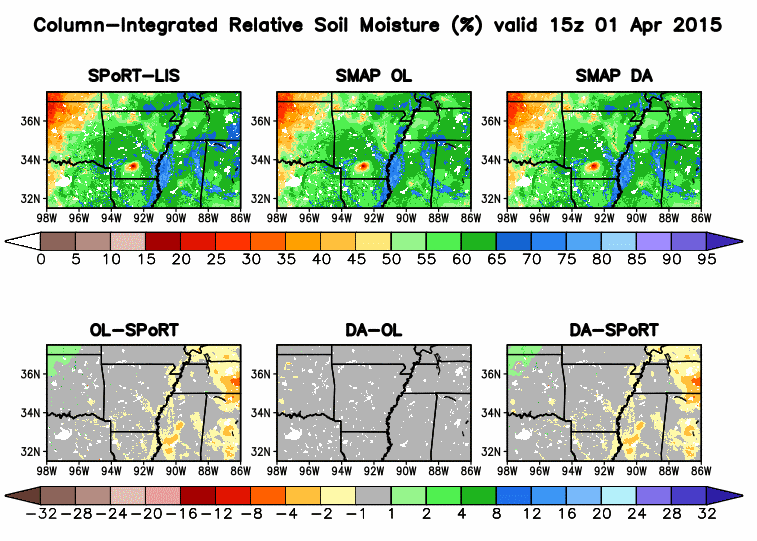 Column-Integrated Relative Soil Moisture (%) valid 15z 01 Apr 2015
SPoRT-LIS SMAP OL SMAP DA
36N 36N 36N
34N 34N 34N
32N 32N 32N
98W 96W 94W 92W 90W 88W 86W 98W 96W 94W 92W 90W 88W 86W 98W 96W 94W 92W 90W 88W 86W
0 5 10 15 20 25 30 35 40 45 50 55 60 65 70 75 80 85 90 95
OL-SPoRT DA-OL DA-SPoRT
36N 36N 36N
34N 34N 34N
32N 32N 32N
98W 96W 94W 92W 90W 88W 86W 98W 96W 94W 92W 90W 88W 86W 98W 96W 94W 92W 90W 88W 86W
-32 -28 -24 -20 -16 -12 -8 -4 -2 -1 1 2 4 8 12 16 20 24 28 32